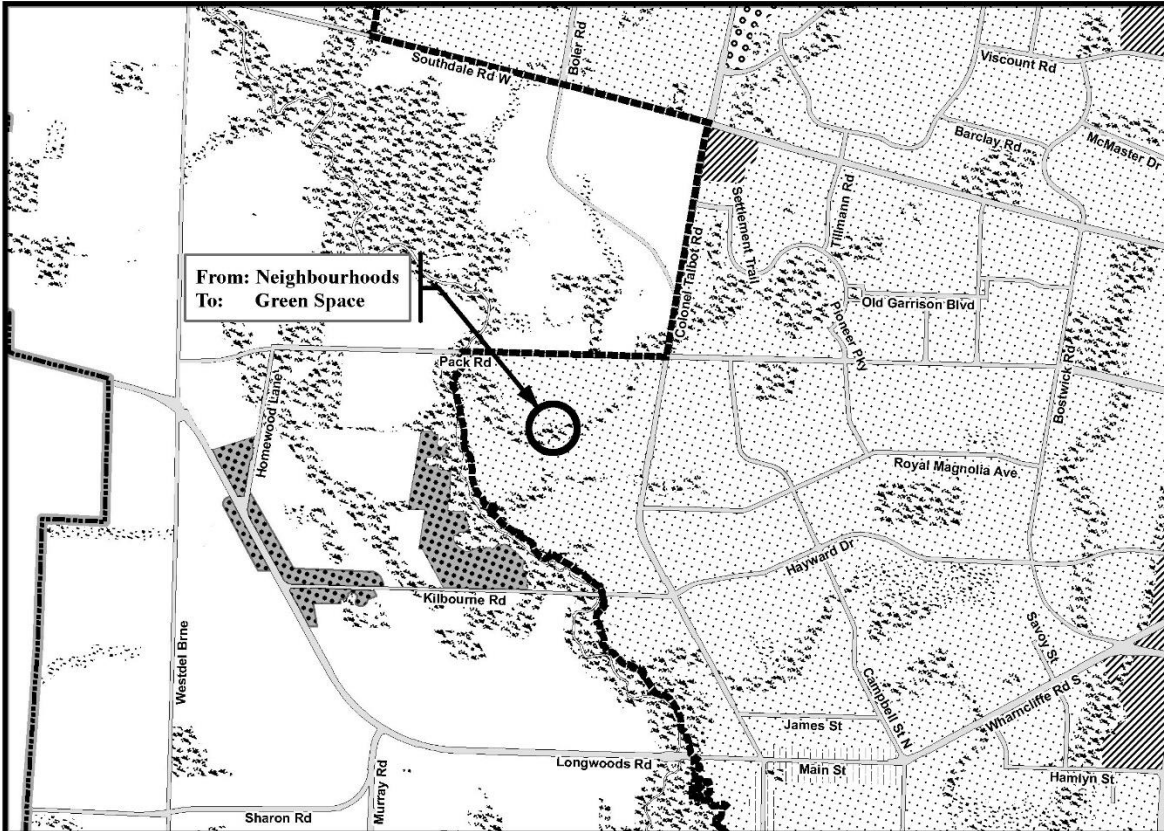 Southdale Rd W
Boler Rd
Viscount Rd
Barclay Rd
McMaster Dr
Settlement Trail
Tillmann Rd
Colonel Talbot Rd
From: Neighbourhoods
To: Green Space
Old Garrison Blvd
Pioneer Pky
Pack Rd
Homewood Lane
Bostwick Rd
Royal Magnolia Ave
Hayward Dr
Kilbourne Rd
Westdel Brne
Savoy St
Campbell St N
Wharncliffe Rd S
James St
Longwoods Rd
Main St
Hamlyn St
Murray Rd
Sharon Rd